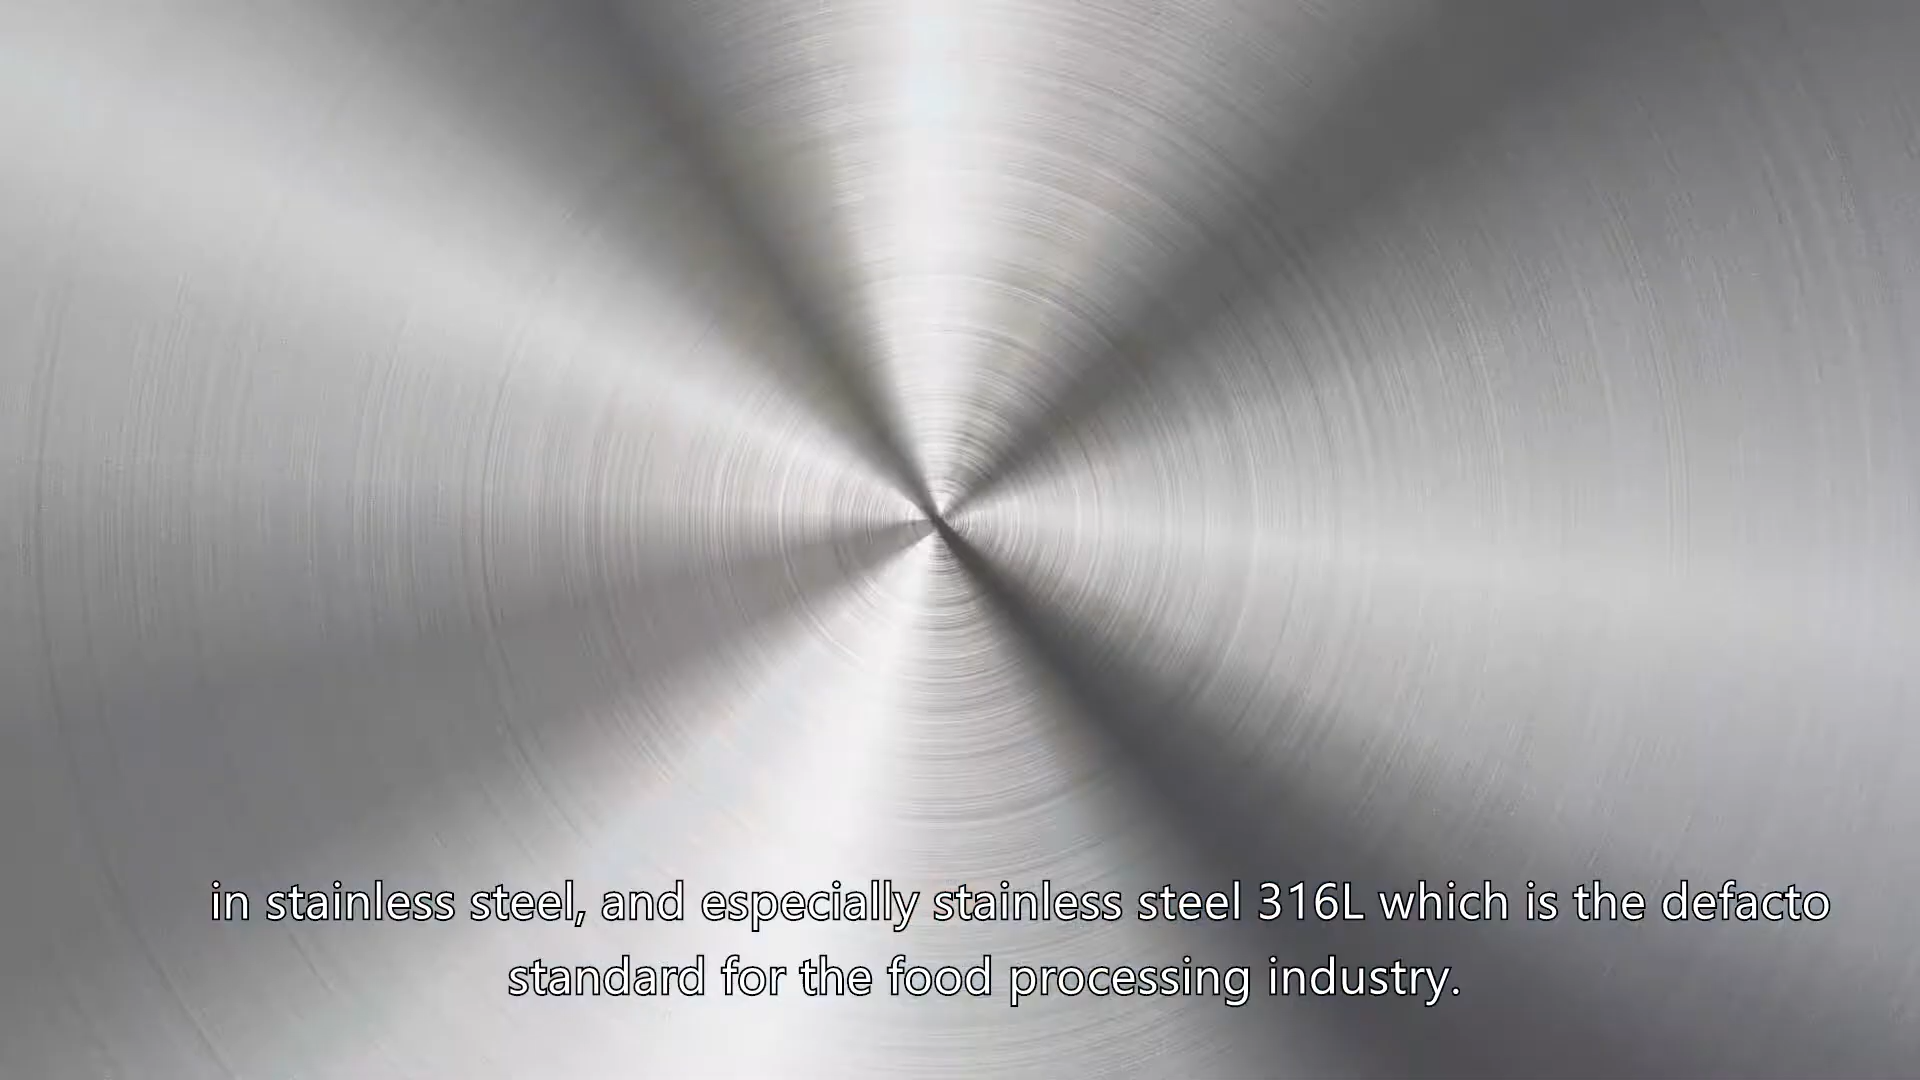 in stainless steel, and especially stainless steel 316L which is the defacto
standard for the food processing industry.